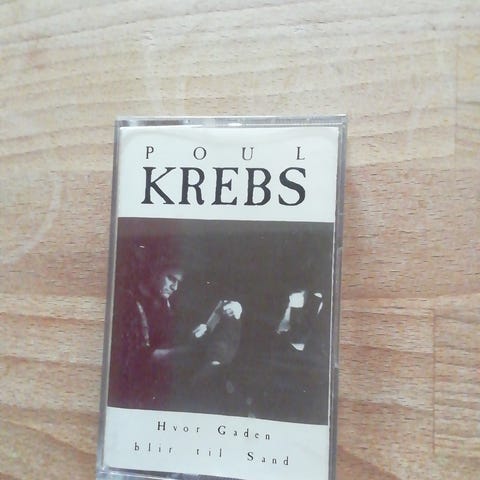 POUL
KREBS
Hvor Gaden
blir til Sand